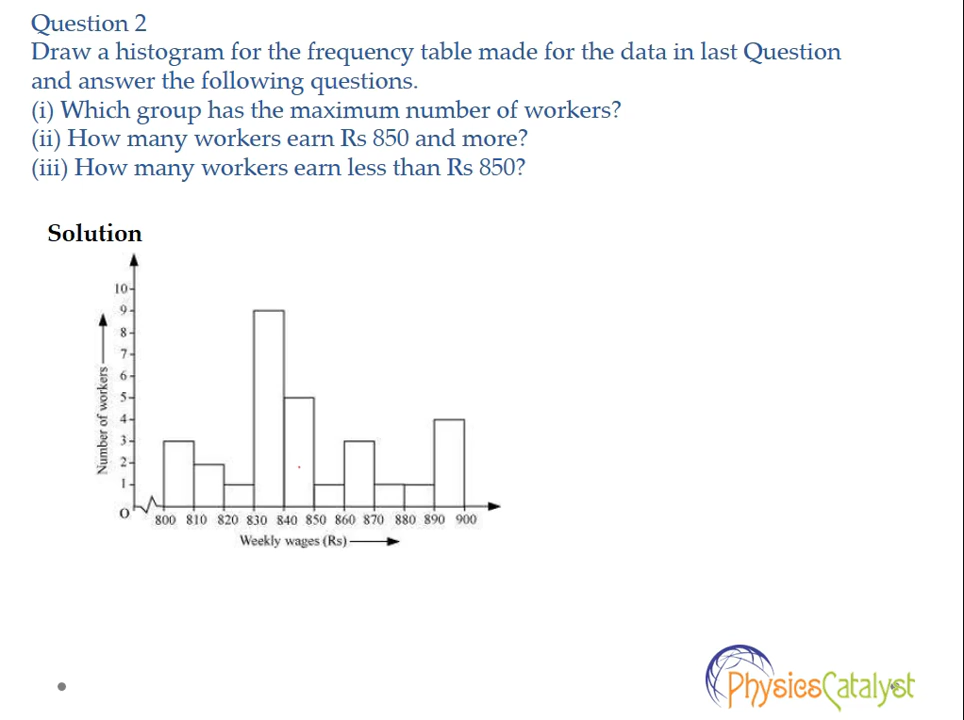 Question 2
Draw a histogram for the frequency table made for the data in last Question
and answer the following questions.
(i) Which group has the maximum number of workers?
(ii) How many workers earn Rs 850 and more?
(iii) How many workers earn less than Rs 850?
Solution
10
9
8
7
6
5
4
3
2
1
O
Number of workers
800 810 820 830 840 850 860 870 880 890 900
Weekly wages (Rs)
PhysicsCatalyst